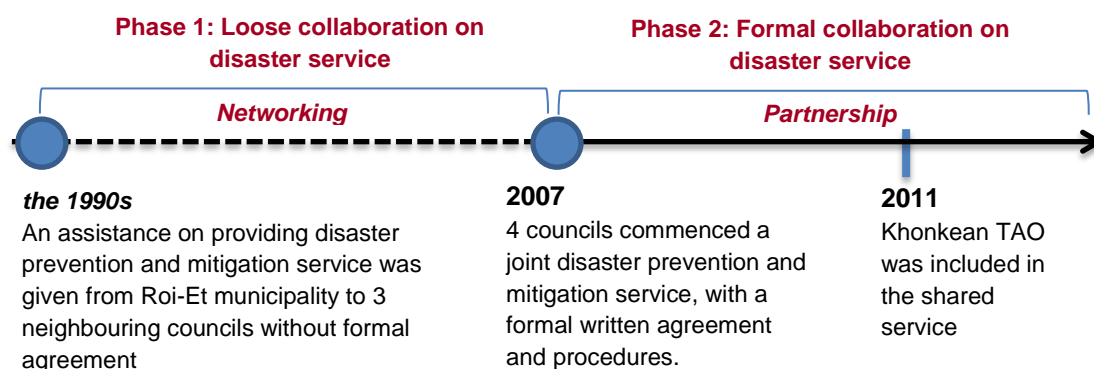 Phase 1: Loose collaboration on
disaster service
Phase 2: Formal collaboration on
disaster service
Networking
Partnership
the 1990s
An assistance on providing disaster
prevention and mitigation service was
given from Roi-Et municipality to 3
neighbouring councils without formal
agreement
2007
4 councils commenced a
joint disaster prevention and
mitigation service, with a
formal written agreement
and procedures.
2011
Khonkean TAO
was included in
the shared
service